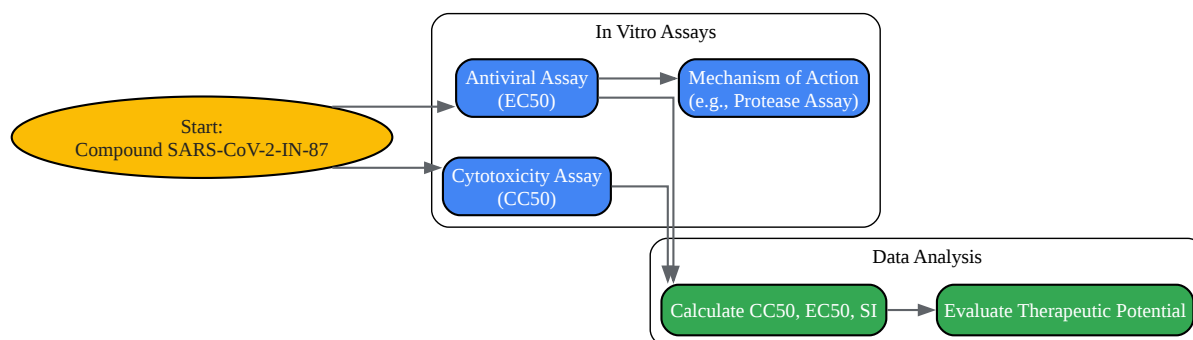 In Vitro Assays
Antiviral Assay
(EC50)
Mechanism of Action
(e.g., Protease Assay)
Start:
Compound SARS-CoV-2-IN-87
Cytotoxicity Assay
(CC50)
Data Analysis
Calculate CC50, EC50, SI
Evaluate Therapeutic Potential